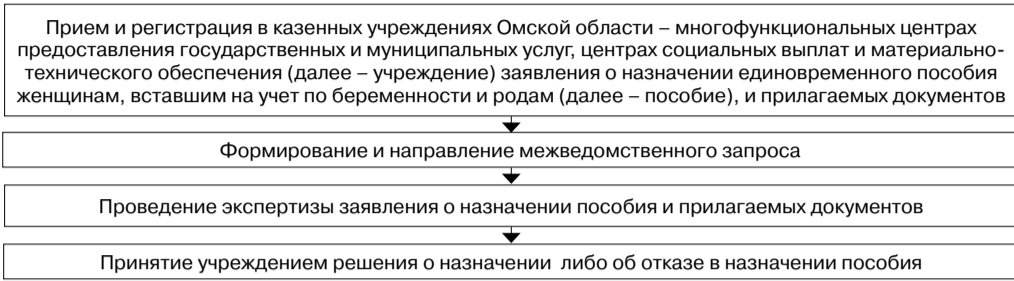 Прием и регистрация в казенных учреждениях Омской области – многофункциональных центрах
предоставления государственных и муниципальных услуг, центрах социальных выплат и материально-
технического обеспечения (далее – учреждение) заявления о назначении единовременного пособия
женщинам, вставшим на учет по беременности и родам (далее – пособие), и прилагаемых документов
Формирование и направление межведомственного запроса
Проведение экспертизы заявления о назначении пособия и прилагаемых документов
Принятие учреждением решения о назначении либо об отказе в назначении пособия